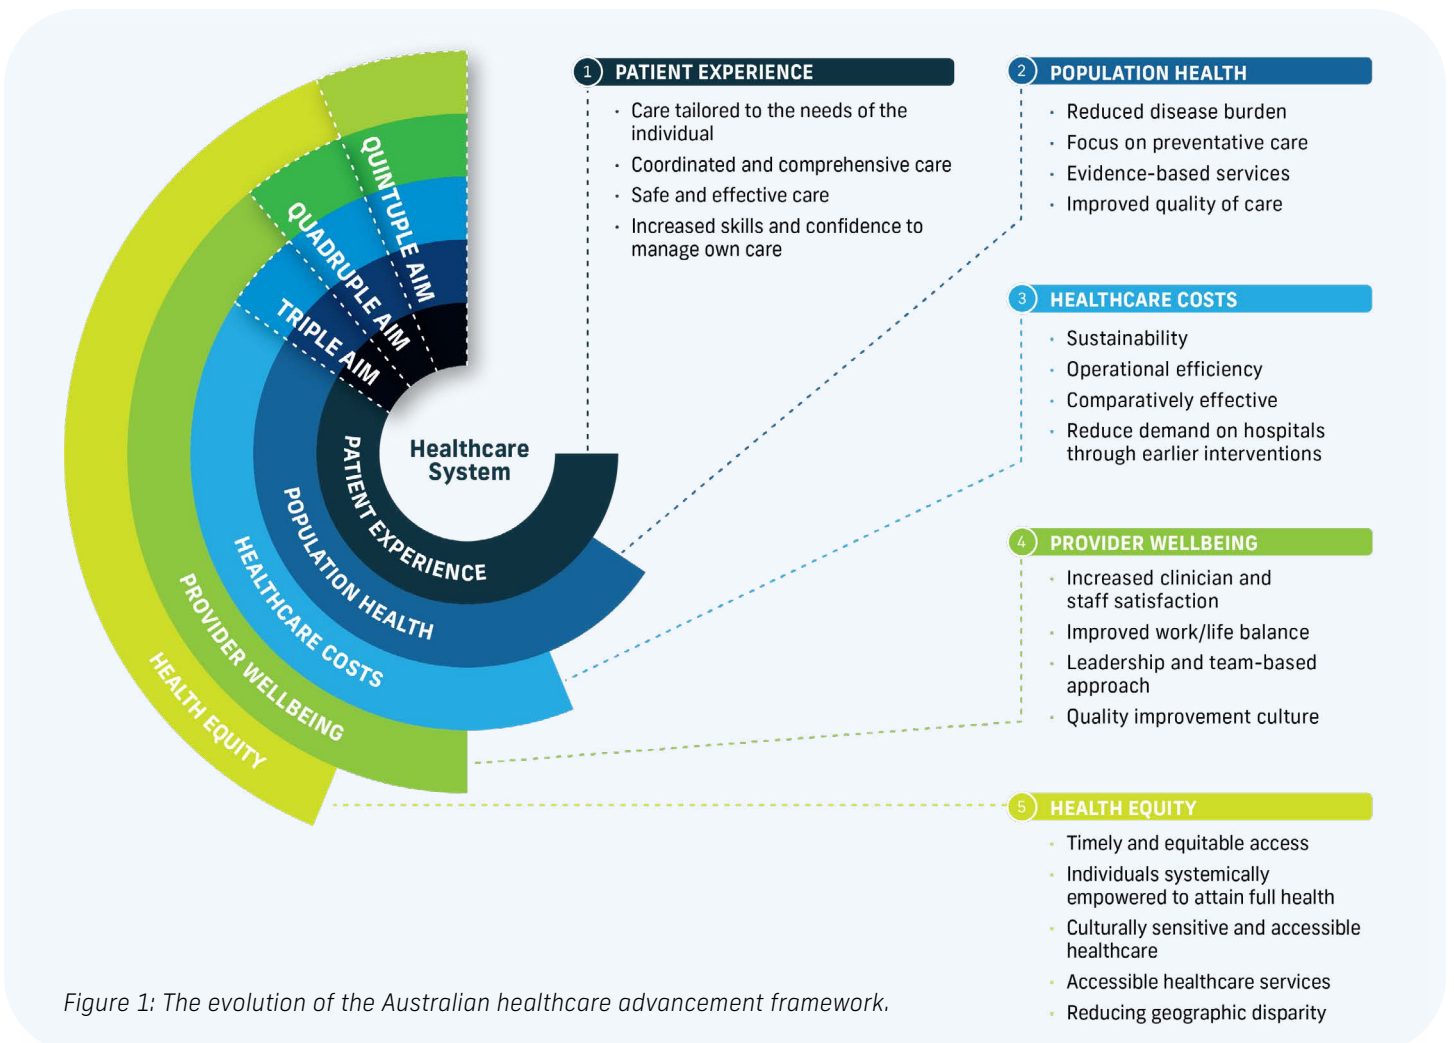 QUINTUPLE AIM
QUADRUPLE AIM
TRIPLE AIM
Healthcare
System
PATIENT EXPERIENCE
POPULATION HEALTH
HEALTHCARE COSTS
PROVIDER WELLBEING
HEALTH EQUITY
1 PATIENT EXPERIENCE
· Care tailored to the needs of the
individual
· Coordinated and comprehensive care
· Safe and effective care
· Increased skills and confidence to
manage own care
2 POPULATION HEALTH
· Reduced disease burden
· Focus on preventative care
· Evidence-based services
· Improved quality of care
3 HEALTHCARE COSTS
· Sustainability
· Operational efficiency
· Comparatively effective
· Reduce demand on hospitals
through earlier interventions
4 PROVIDER WELLBEING
· Increased clinician and
staff satisfaction
· Improved work/life balance
· Leadership and team-based
approach
· Quality improvement culture
5 HEALTH EQUITY
· Timely and equitable access
· Individuals systemically
empowered to attain full health
· Culturally sensitive and accessible
healthcare
· Accessible healthcare services
· Reducing geographic disparity
Figure 1: The evolution of the Australian healthcare advancement framework.